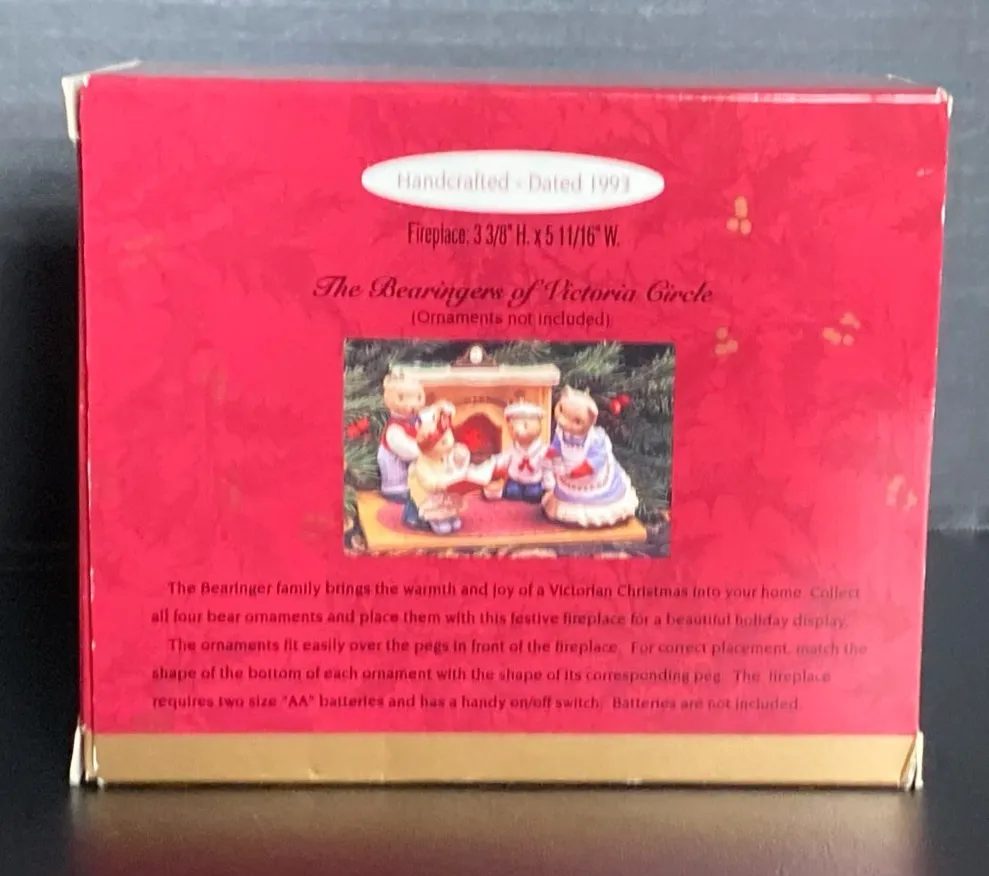 Handcrafted - Dated 1993
Fireplace: 3 3/8" H. x 5 11/16" W.
The Bearingers of Victoria Circle
(Ornaments not included)
The Bearinger family brings the warmth and joy of a Victorian Christmas into your home. Collect
all four bear ornaments and place them with this festive fireplace for a beautiful holiday display.
The ornaments fit easily over the pegs in front of the fireplace. For correct placement, match the
shape of the bottom of each ornament with the shape of its corresponding peg. The fireplace
requires two size "AA" batteries and has a handy on/off switch. Batteries are not included.